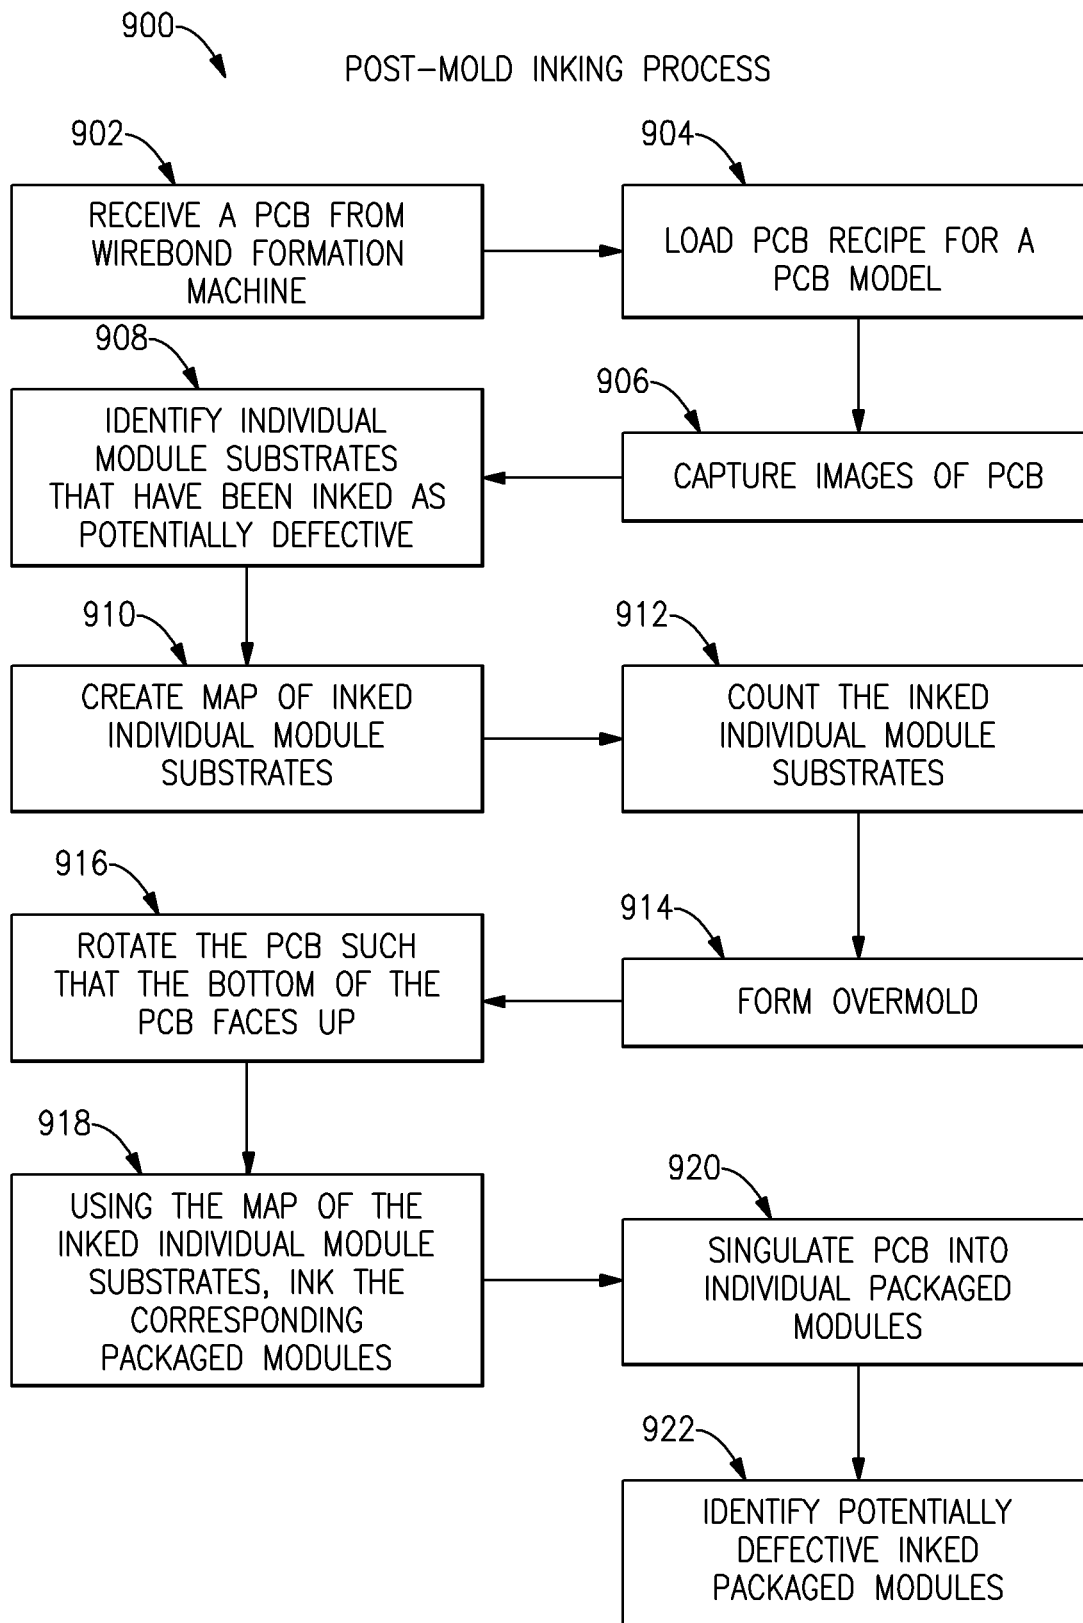 900
POST-MOLD INKING PROCESS
902
RECEIVE A PCB FROM
WIREBOND FORMATION
MACHINE
904
LOAD PCB RECIPE FOR A
PCB MODEL
906
CAPTURE IMAGES OF PCB
908
IDENTIFY INDIVIDUAL
MODULE SUBSTRATES
THAT HAVE BEEN INKED AS
POTENTIALLY DEFECTIVE
910
CREATE MAP OF INKED
INDIVIDUAL MODULE
SUBSTRATES
912
COUNT THE INKED
INDIVIDUAL MODULE
SUBSTRATES
914
FORM OVERMOLD
916
ROTATE THE PCB SUCH
THAT THE BOTTOM OF THE
PCB FACES UP
918
USING THE MAP OF THE
INKED INDIVIDUAL MODULE
SUBSTRATES, INK THE
CORRESPONDING
PACKAGED MODULES
920
SINGULATE PCB INTO
INDIVIDUAL PACKAGED
MODULES
922
IDENTIFY POTENTIALLY
DEFECTIVE INKED
PACKAGED MODULES